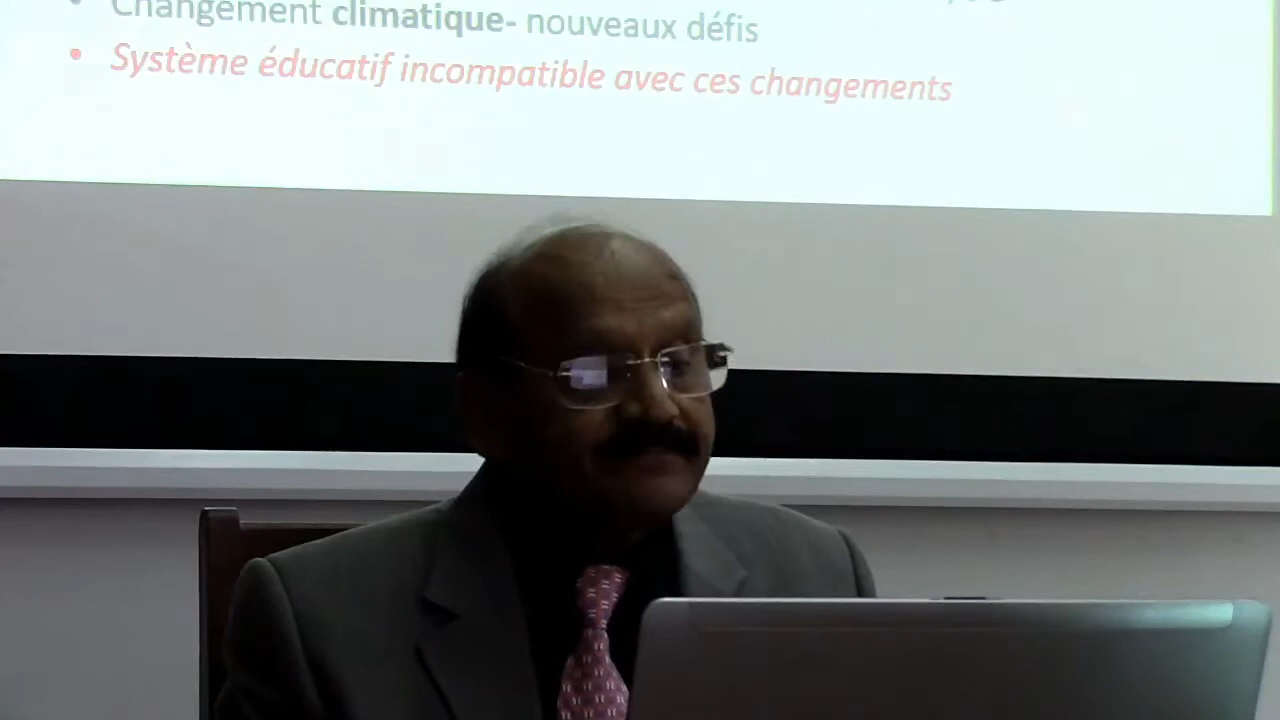 Changement climatique- nouveaux défis
Système éducatif incompatible avec ces changements